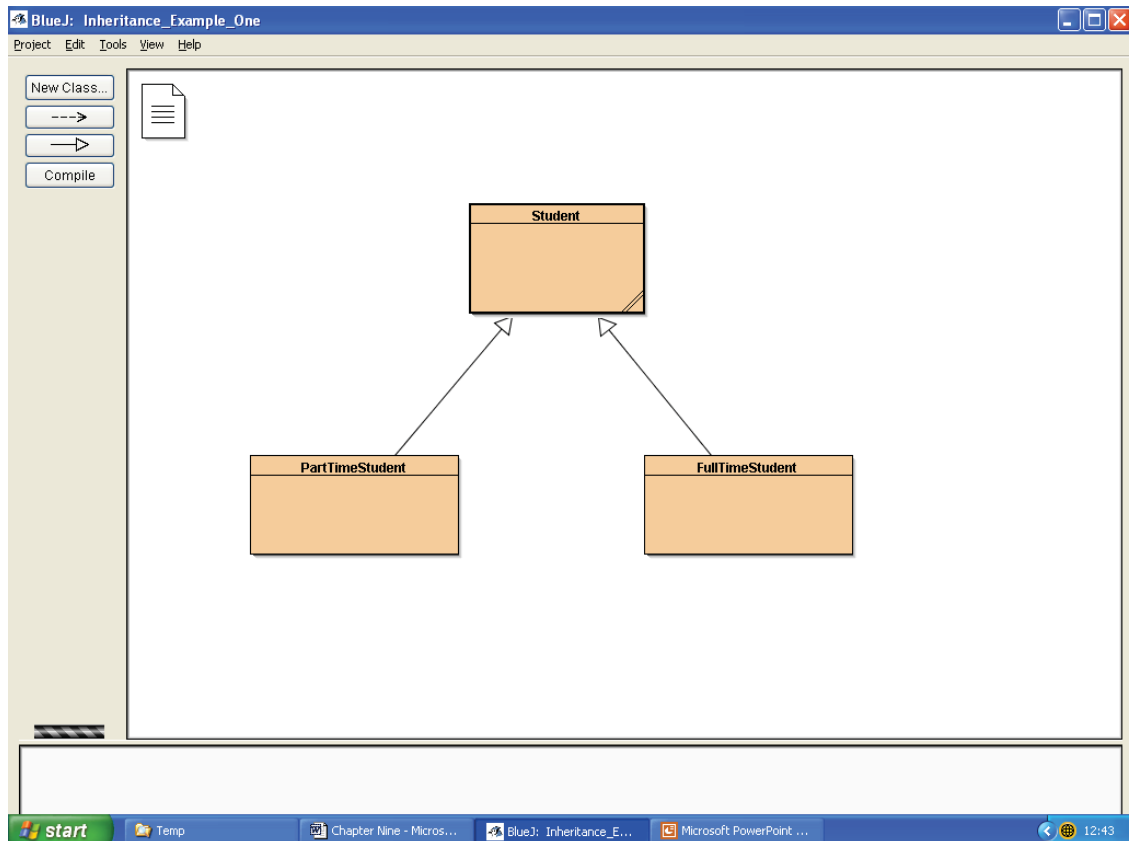 BlueJ: Inheritance_Example_One
Project Edit Tools View Help
New Class...
Compile
Student
PartTimeStudent
FullTimeStudent
start Temp Chapter Nine - Micros... BlueJ: Inheritance_E... Microsoft PowerPoint ... 12:43